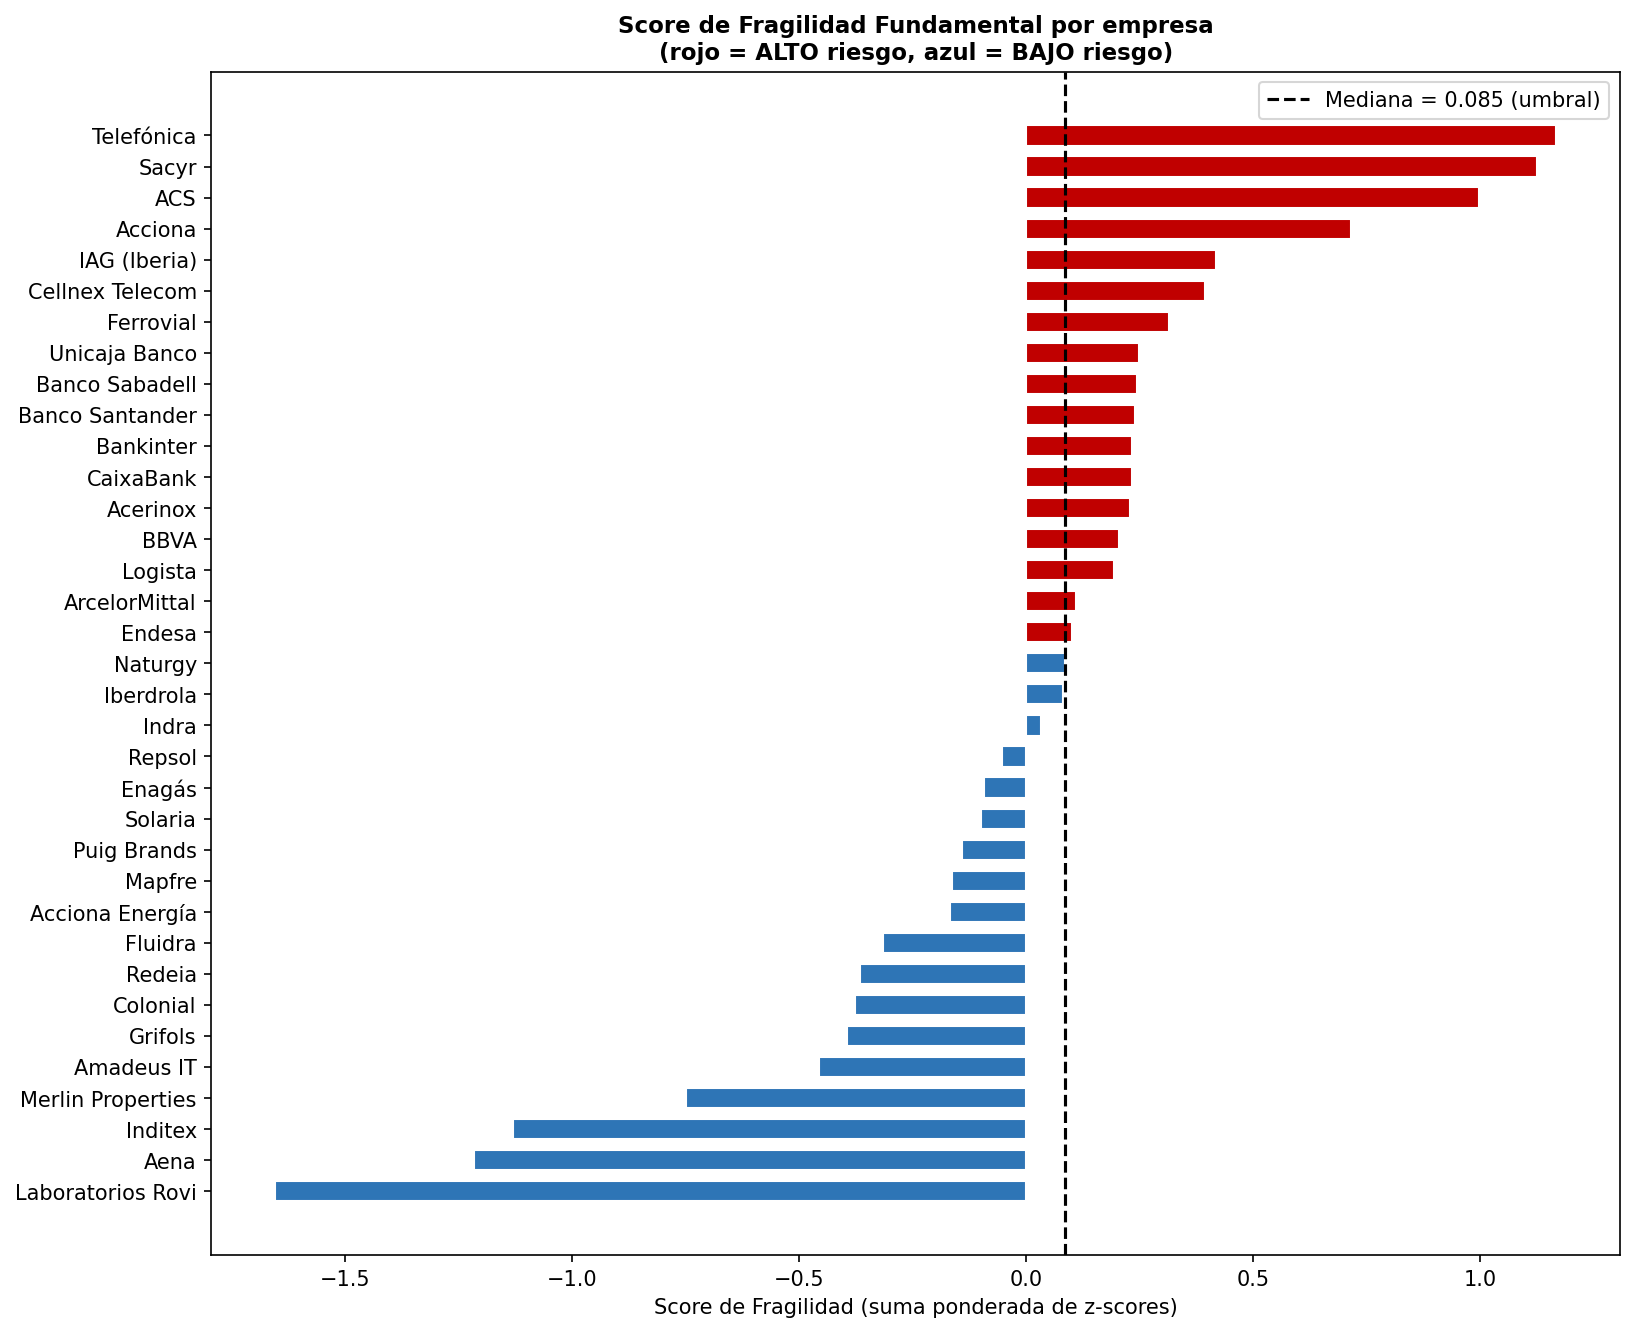 Score de Fragilidad Fundamental por empresa
(rojo = ALTO riesgo, azul = BAJO riesgo)
Mediana = 0.085 (umbral)
Telefónica
Sacyr
ACS
Acciona
IAG (Iberia)
Cellnex Telecom
Ferrovial
Unicaja Banco
Banco Sabadell
Banco Santander
Bankinter
CaixaBank
Acerinox
BBVA
Logista
ArcelorMittal
Endesa
Naturgy
Iberdrola
Indra
Repsol
Enagás
Solaria
Puig Brands
Mapfre
Acciona Energía
Fluidra
Redeia
Colonial
Grifols
Amadeus IT
Merlin Properties
Inditex
Aena
Laboratorios Rovi
−1.5 −1.0 −0.5 0.0 0.5 1.0
Score de Fragilidad (suma ponderada de z-scores)